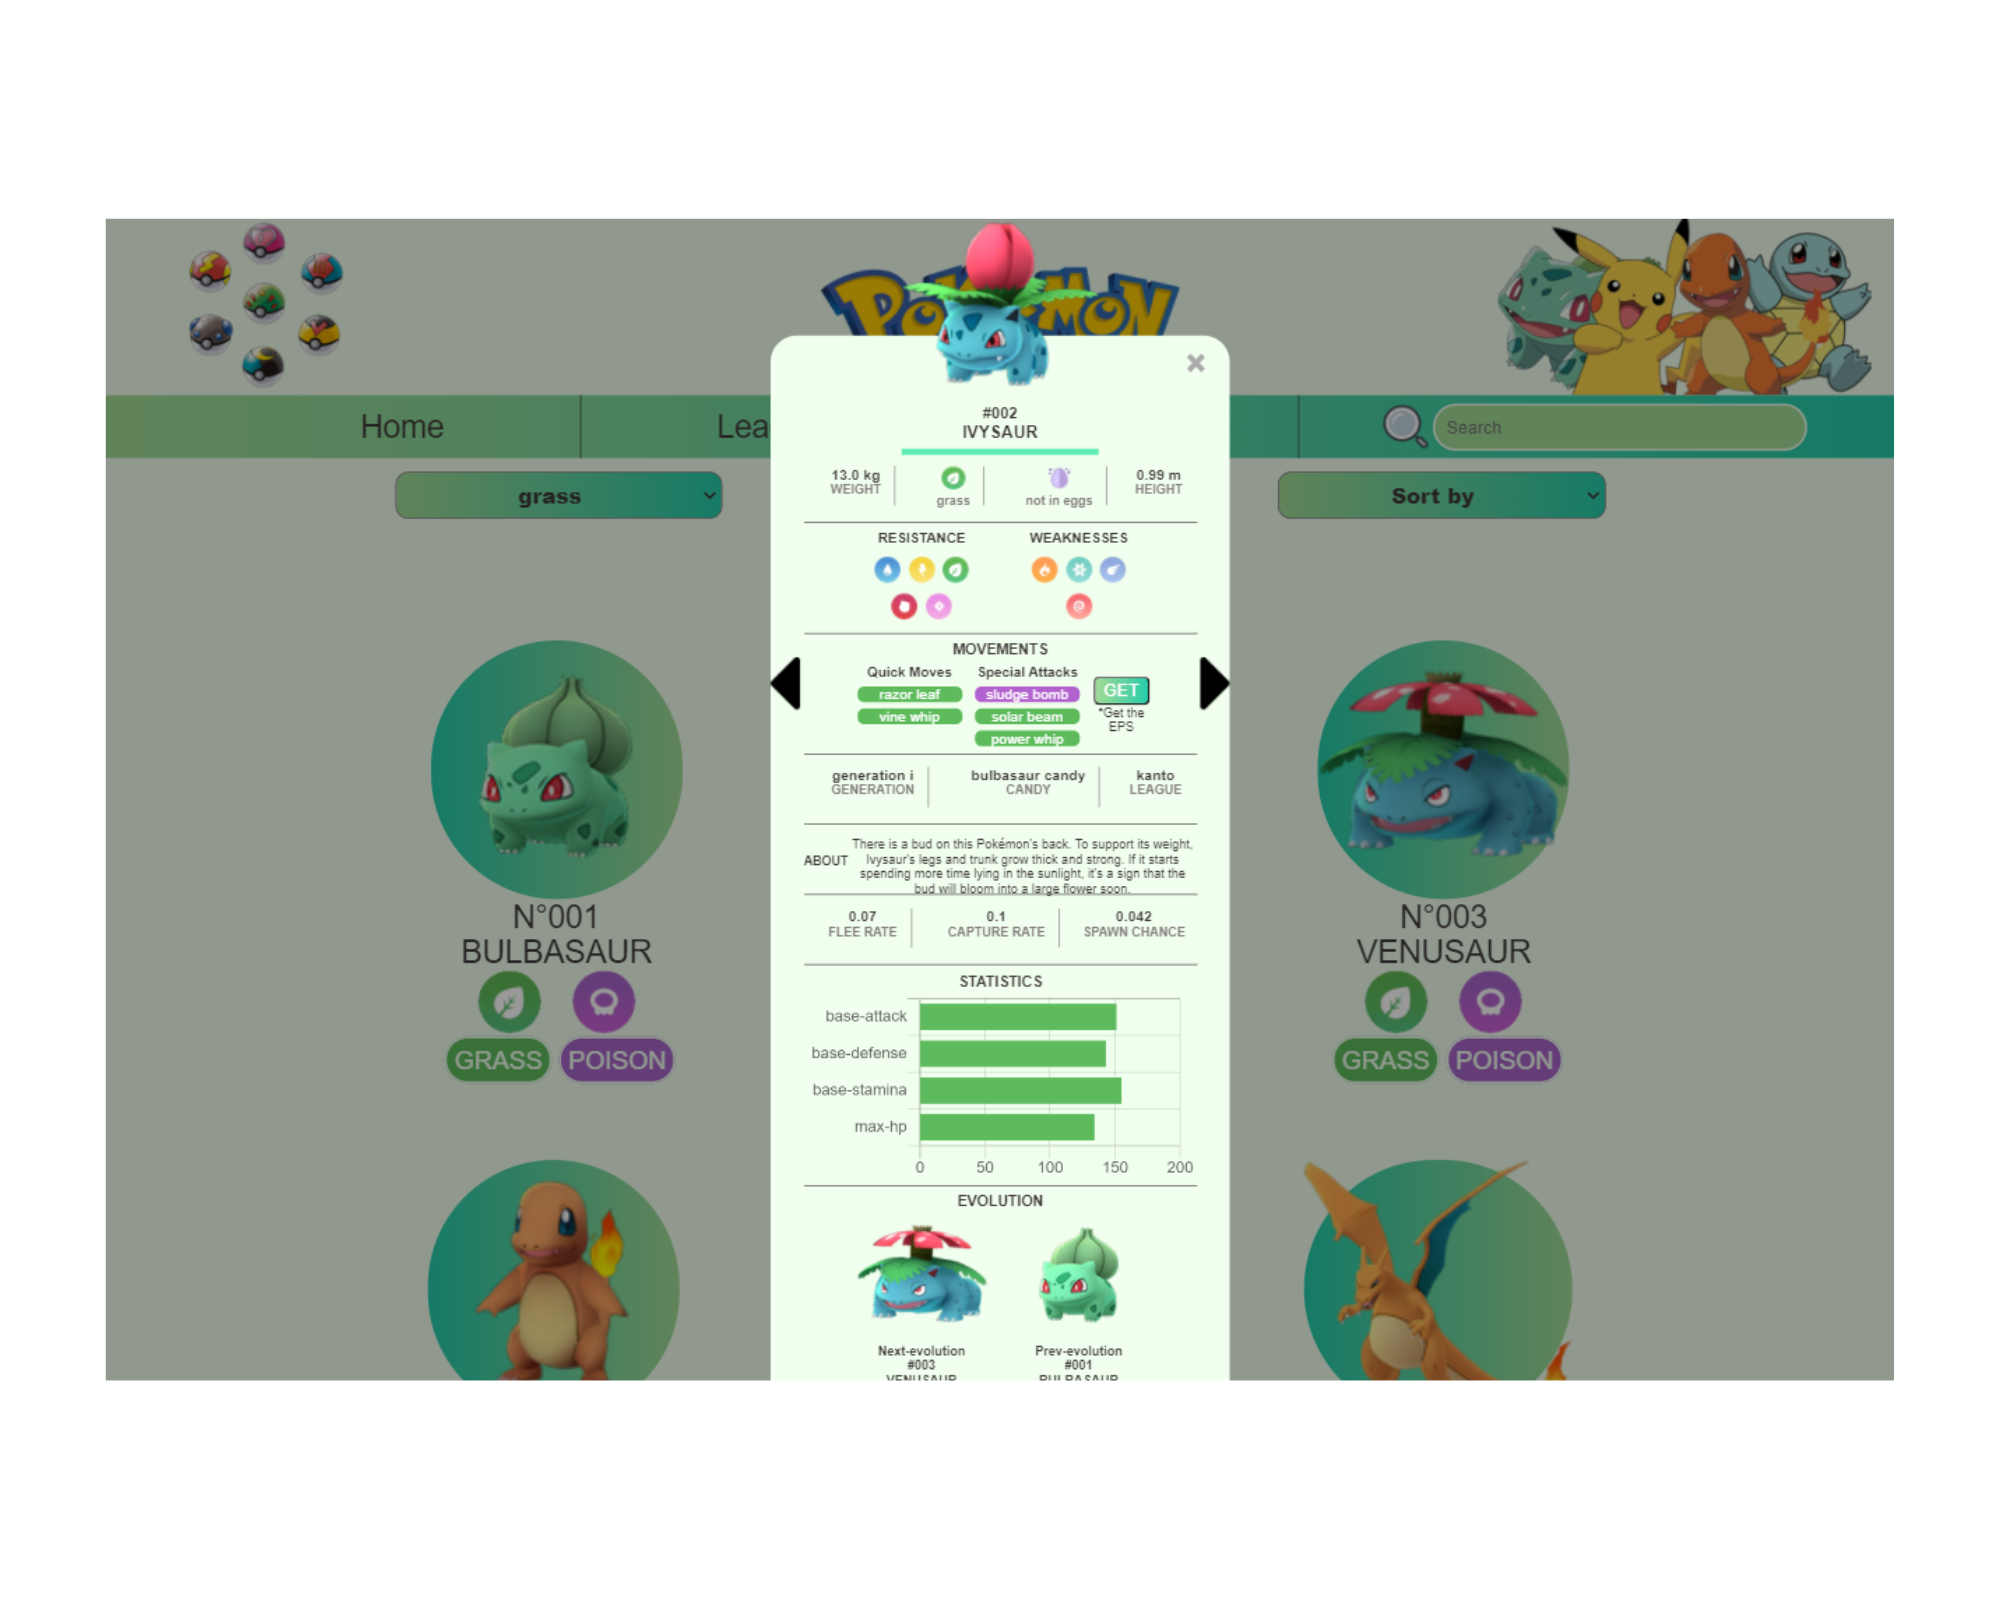 POKÉMON
Home
Lea
Search
grass
Sort by
#002
IVYSAUR
13.0 kg
WEIGHT
grass
not in eggs
0.99 m
HEIGHT
RESISTANCE
WEAKNESSES
MOVEMENTS
Quick Moves
razor leaf
vine whip
Special Attacks
sludge bomb
solar beam
power whip
GET
*Get the
EPS
generation i
GENERATION
bulbasaur candy
CANDY
kanto
LEAGUE
ABOUT
There is a bud on this Pokémon's back. To support its weight,
Ivysaur's legs and trunk grow thick and strong. If it starts
spending more time lying in the sunlight, it's a sign that the
bud will bloom into a large flower soon.
0.07
FLEE RATE
0.1
CAPTURE RATE
0.042
SPAWN CHANCE
STATISTICS
base-attack
base-defense
base-stamina
max-hp
0 50 100 150 200
EVOLUTION
Next-evolution
#003
VENUSAUR
Prev-evolution
#001
BULBASAUR
N°001
BULBASAUR
GRASS POISON
N°003
VENUSAUR
GRASS POISON